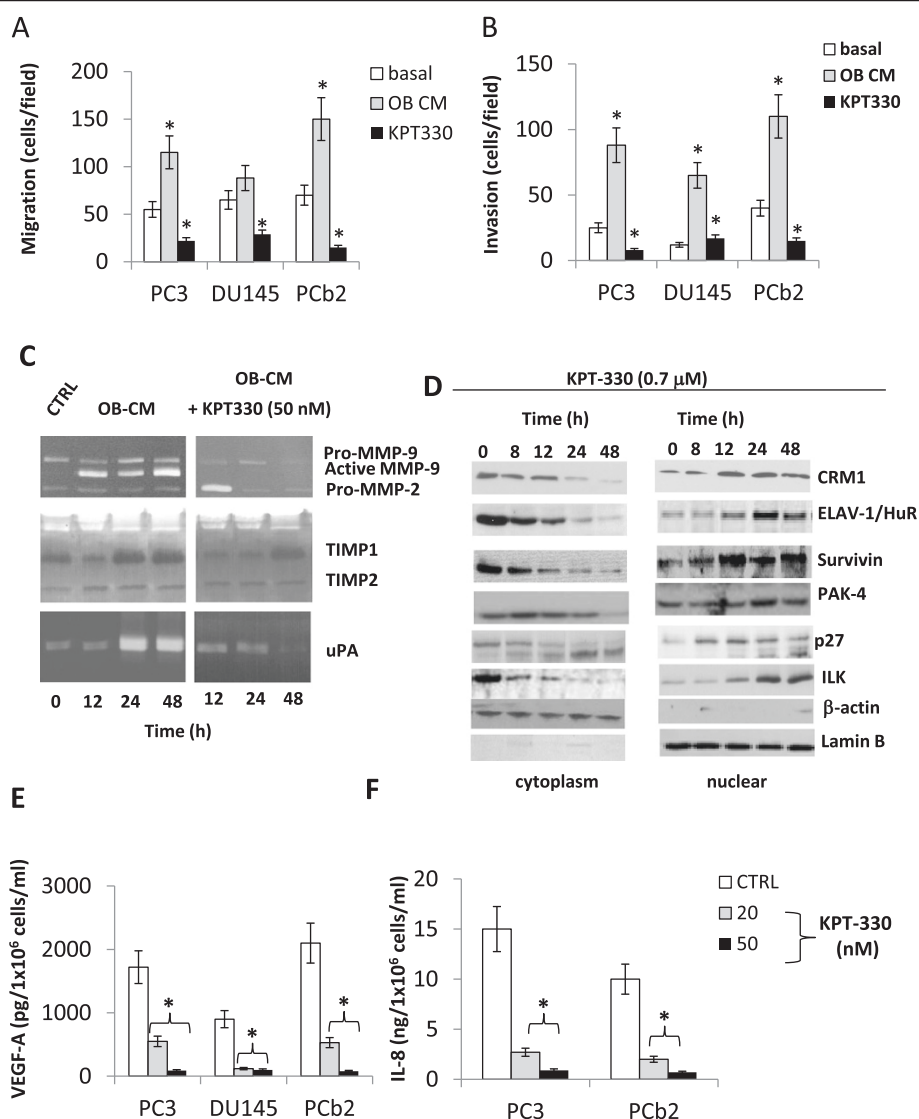 A
Migration (cells/field)
200
150
100
50
0
* * * * *
PC3 DU145 PCb2
basal
OB CM
KPT330
B
Invasion (cells/field)
150
100
50
0
* * * * * *
PC3 DU145 PCb2
basal
OB CM
KPT330
C
CTRL
OB-CM
OB-CM
+ KPT330 (50 nM)
Pro-MMP-9
Active MMP-9
Pro-MMP-2
TIMP1
TIMP2
uPA
0 12 24 48 12 24 48
Time (h)
D
KPT-330 (0.7 μM)
Time (h) Time (h)
0 8 12 24 48 0 8 12 24 48
CRM1
ELAV-1/HuR
Survivin
PAK-4
p27
ILK
β-actin
Lamin B
cytoplasm nuclear
E
VEGF-A (pg/1x10⁶ cells/ml)
3000
2000
1000
0
* * *
PC3 DU145 PCb2
F
IL-8 (ng/1x10⁶ cells/ml)
20
15
10
5
0
* *
PC3 PCb2
CTRL
20
50
KPT-330
(nM)